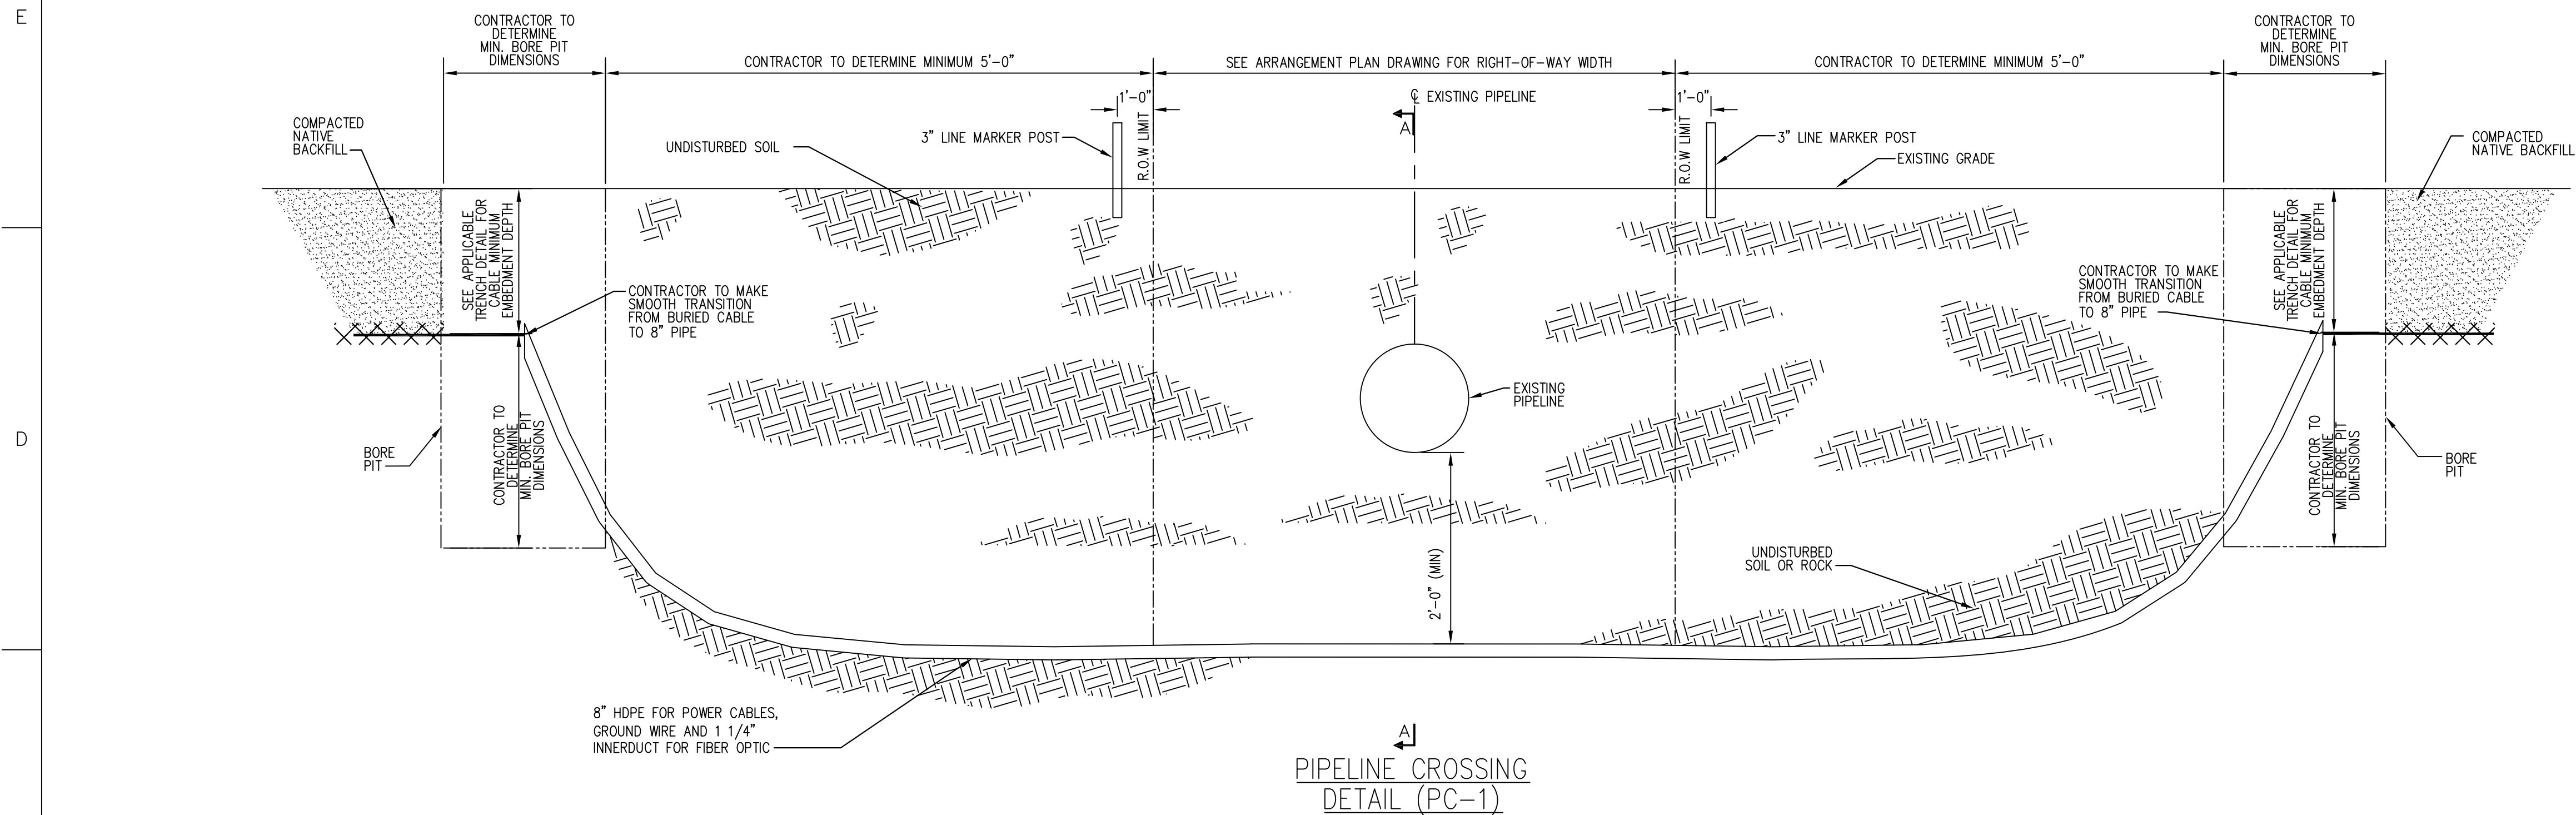 E
CONTRACTOR TO
DETERMINE
MIN. BORE PIT
DIMENSIONS
CONTRACTOR TO DETERMINE MINIMUM 5'-0"
SEE ARRANGEMENT PLAN DRAWING FOR RIGHT-OF-WAY WIDTH
CONTRACTOR TO DETERMINE MINIMUM 5'-0"
CONTRACTOR TO
DETERMINE
MIN. BORE PIT
DIMENSIONS
1'-0"
℄ EXISTING PIPELINE
1'-0"
COMPACTED
NATIVE
BACKFILL
UNDISTURBED SOIL
3" LINE MARKER POST
R.O.W LIMIT
A
R.O.W LIMIT
3" LINE MARKER POST
EXISTING GRADE
COMPACTED
NATIVE BACKFILL
SEE APPLICABLE
TRENCH DETAIL FOR
CABLE MINIMUM
EMBEDMENT DEPTH
CONTRACTOR TO MAKE
SMOOTH TRANSITION
FROM BURIED CABLE
TO 8" PIPE
CONTRACTOR TO MAKE
SMOOTH TRANSITION
FROM BURIED CABLE
TO 8" PIPE
SEE APPLICABLE
TRENCH DETAIL FOR
CABLE MINIMUM
EMBEDMENT DEPTH
EXISTING
PIPELINE
D
BORE
PIT
CONTRACTOR TO
DETERMINE
MIN. BORE PIT
DIMENSIONS
CONTRACTOR TO
DETERMINE
MIN. BORE PIT
DIMENSIONS
BORE
PIT
2'-0" (MIN)
UNDISTURBED
SOIL OR ROCK
8" HDPE FOR POWER CABLES,
GROUND WIRE AND 1 1/4"
INNERDUCT FOR FIBER OPTIC
A
PIPELINE CROSSING
DETAIL (PC-1)